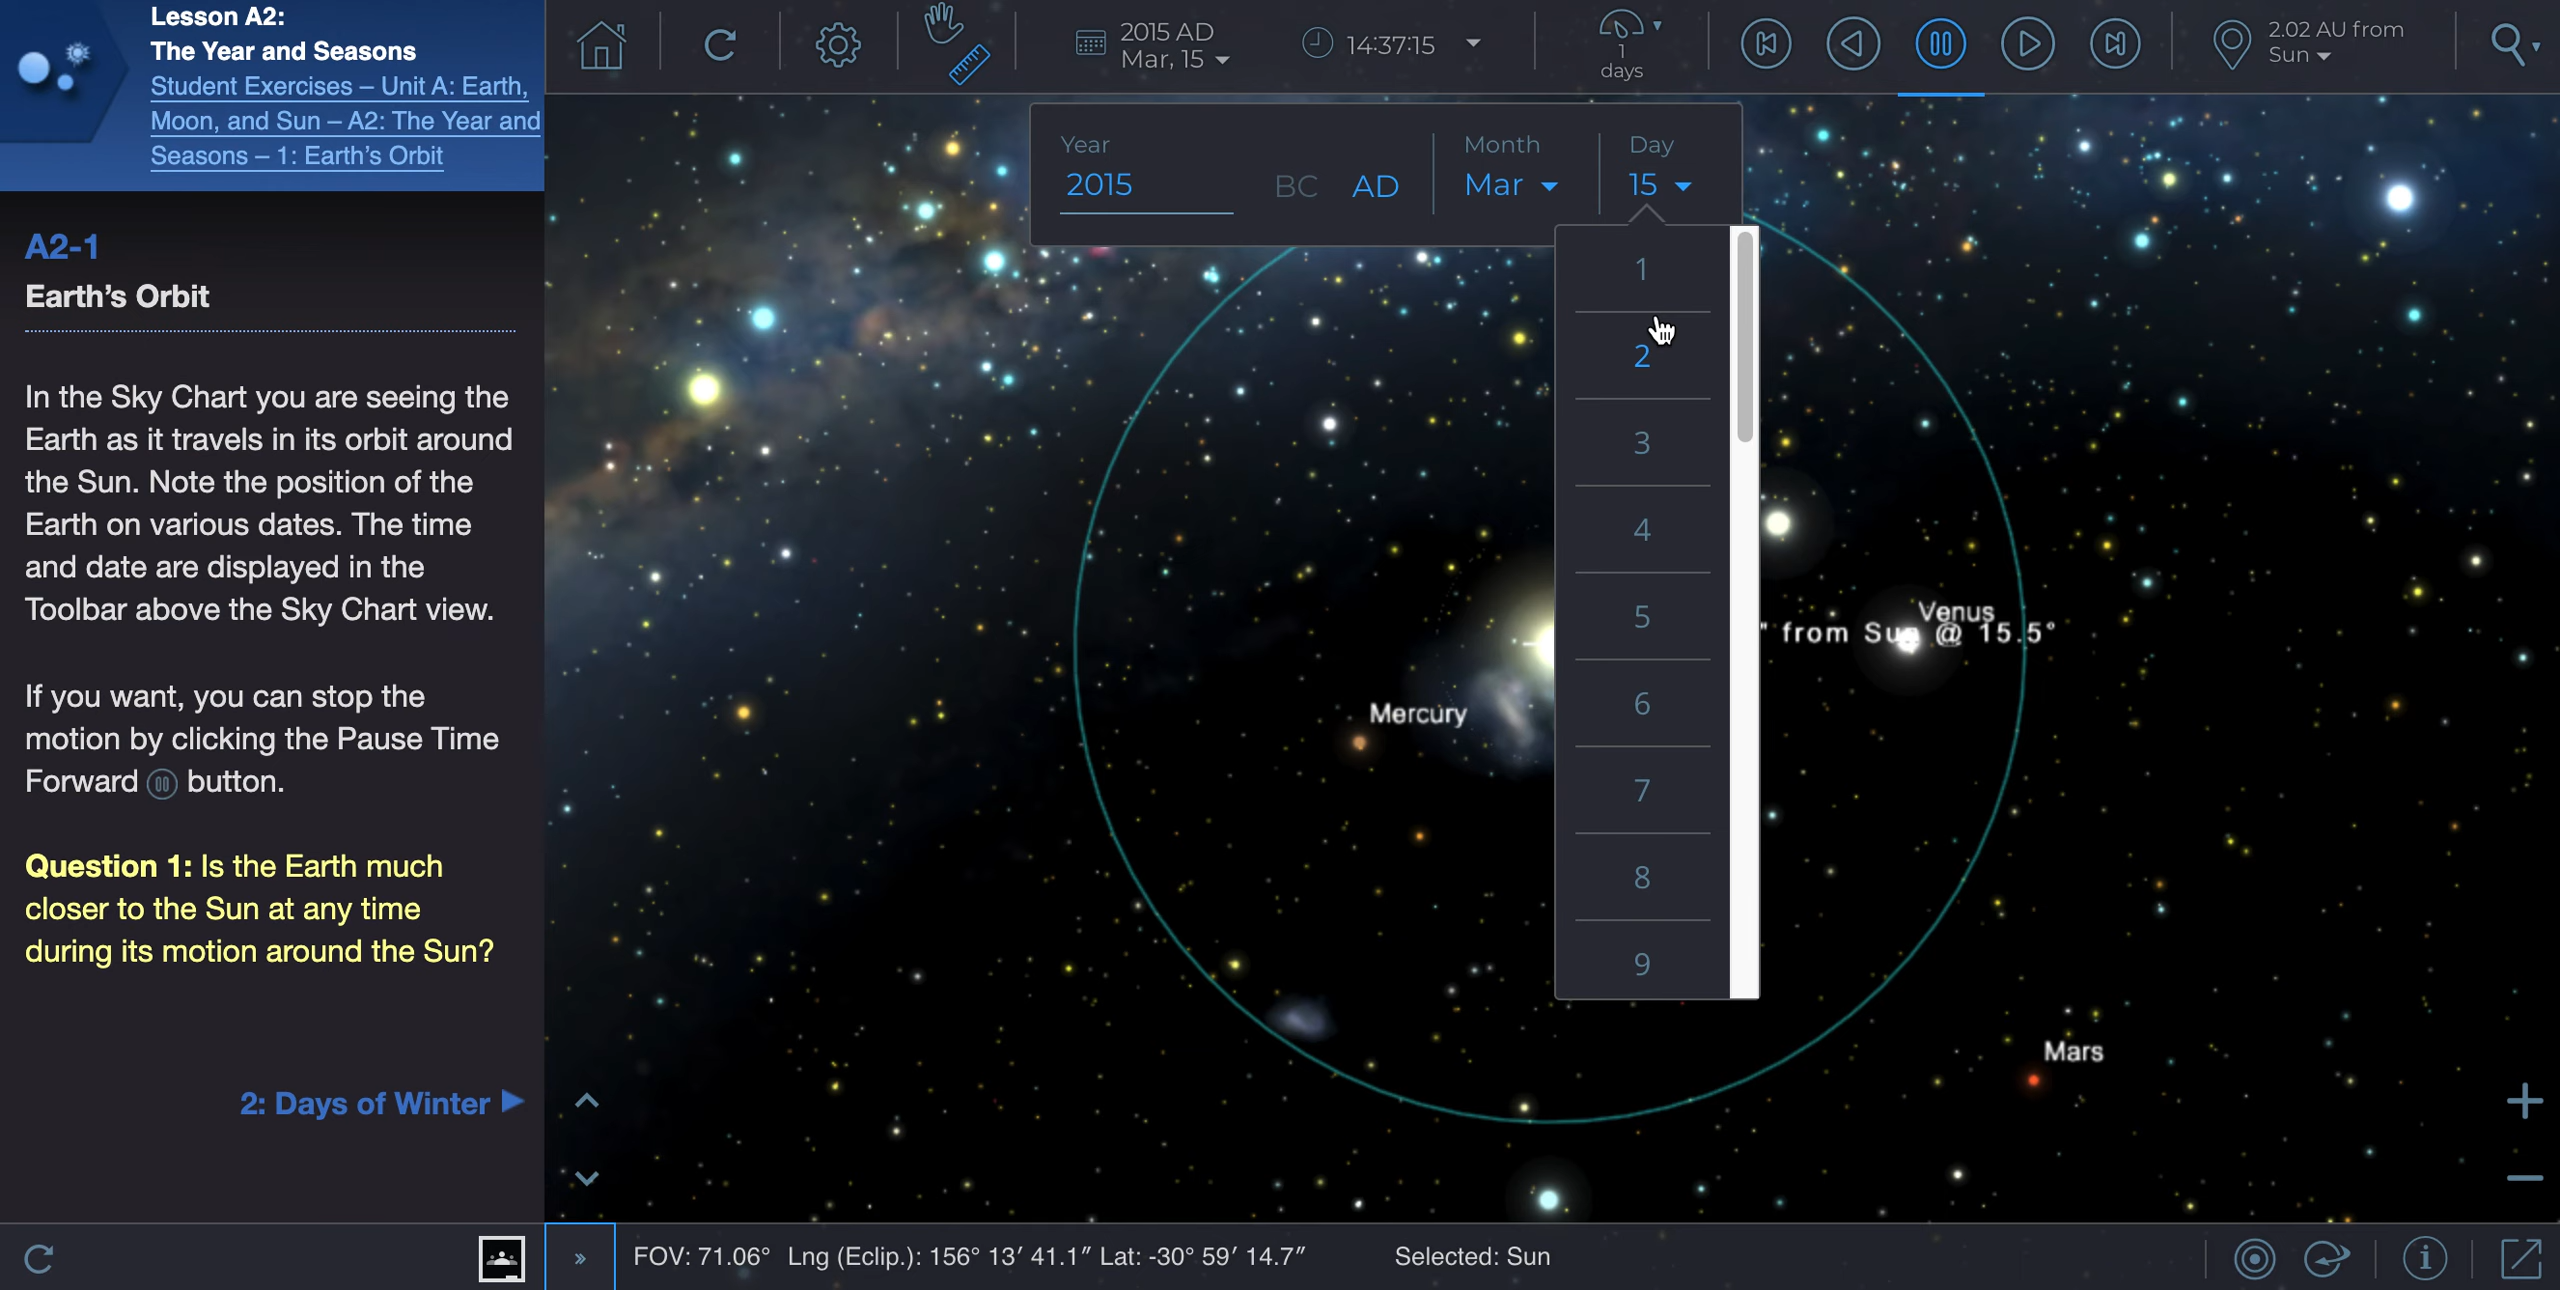 Lesson A2:
The Year and Seasons
Student Exercises – Unit A: Earth,
Moon, and Sun – A2: The Year and
Seasons – 1: Earth’s Orbit
2015 AD
Mar, 15
14:37:15
1
days
2.02 AU from
Sun
Year
2015
BC AD
Month
Mar
Day
15
1
2
3
4
5
6
7
8
9
A2-1
Earth’s Orbit
In the Sky Chart you are seeing the
Earth as it travels in its orbit around
the Sun. Note the position of the
Earth on various dates. The time
and date are displayed in the
Toolbar above the Sky Chart view.
If you want, you can stop the
motion by clicking the Pause Time
Forward button.
Question 1: Is the Earth much
closer to the Sun at any time
during its motion around the Sun?
2: Days of Winter
Venus
" from Sun @ 15.5°
Mercury
Mars
FOV: 71.06° Lng (Eclip.): 156° 13′ 41.1″ Lat: -30° 59′ 14.7″ Selected: Sun